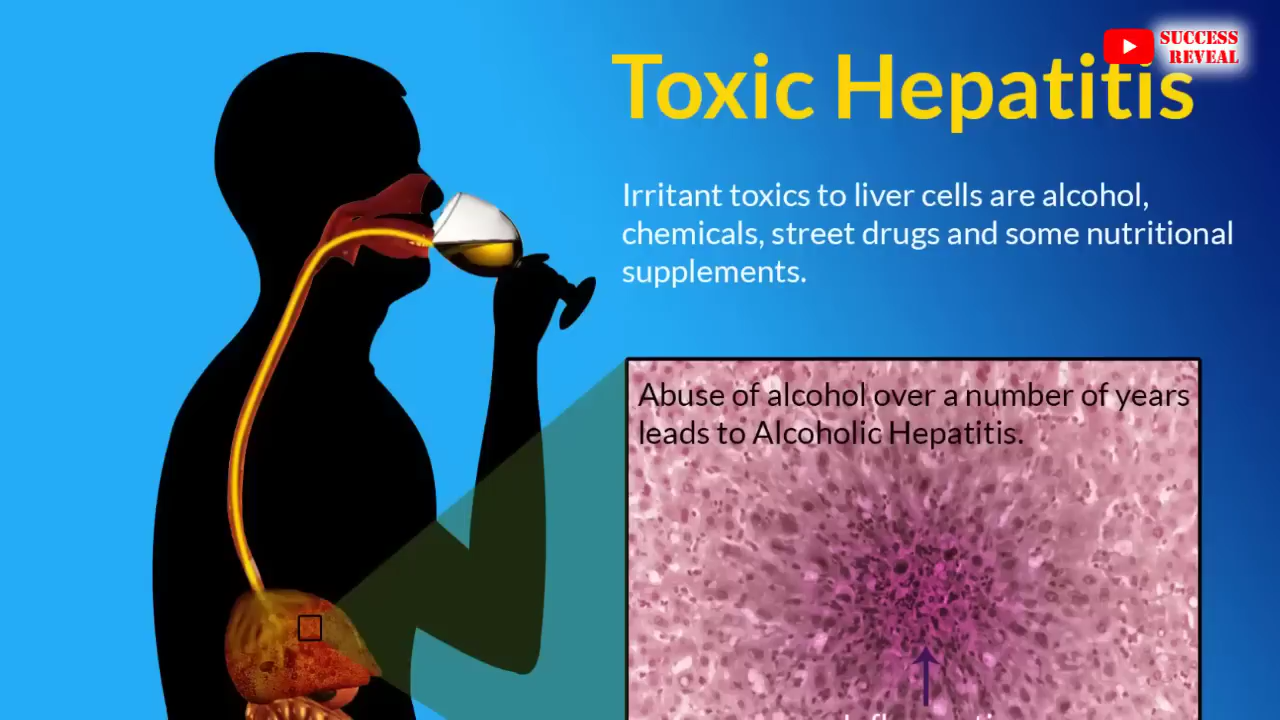 SUCCESS
REVEAL
Toxic Hepatitis
Irritant toxics to liver cells are alcohol,
chemicals, street drugs and some nutritional
supplements.
Abuse of alcohol over a number of years
leads to Alcoholic Hepatitis.